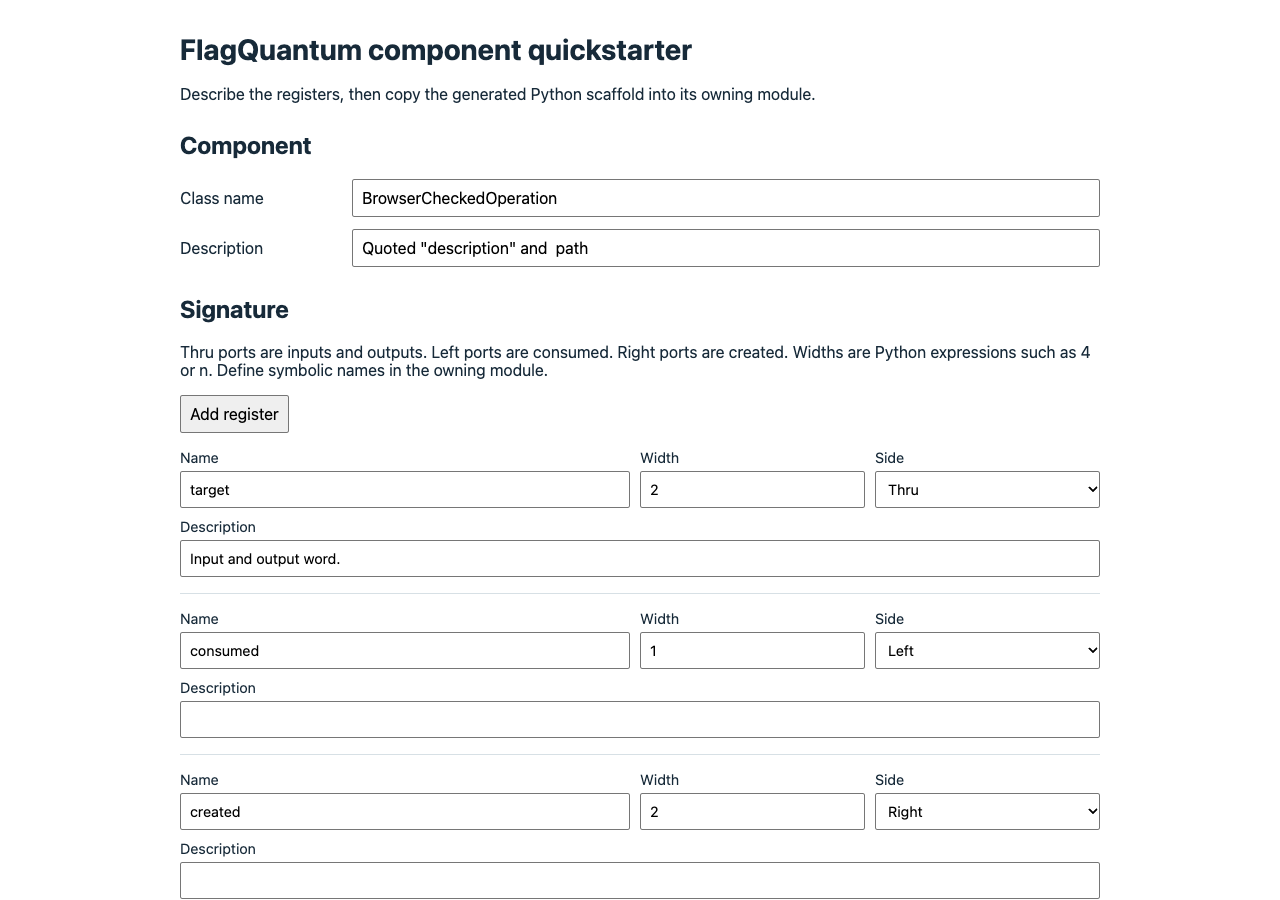 FlagQuantum component quickstarter
Describe the registers, then copy the generated Python scaffold into its owning module.
Component
Class name
BrowserCheckedOperation
Description
Quoted "description" and  path
Signature
Thru ports are inputs and outputs. Left ports are consumed. Right ports are created. Widths are Python expressions such as 4
or n. Define symbolic names in the owning module.
Add register
Name Width Side
target 2 Thru
Description
Input and output word.
Name Width Side
consumed 1 Left
Description
Name Width Side
created 2 Right
Description